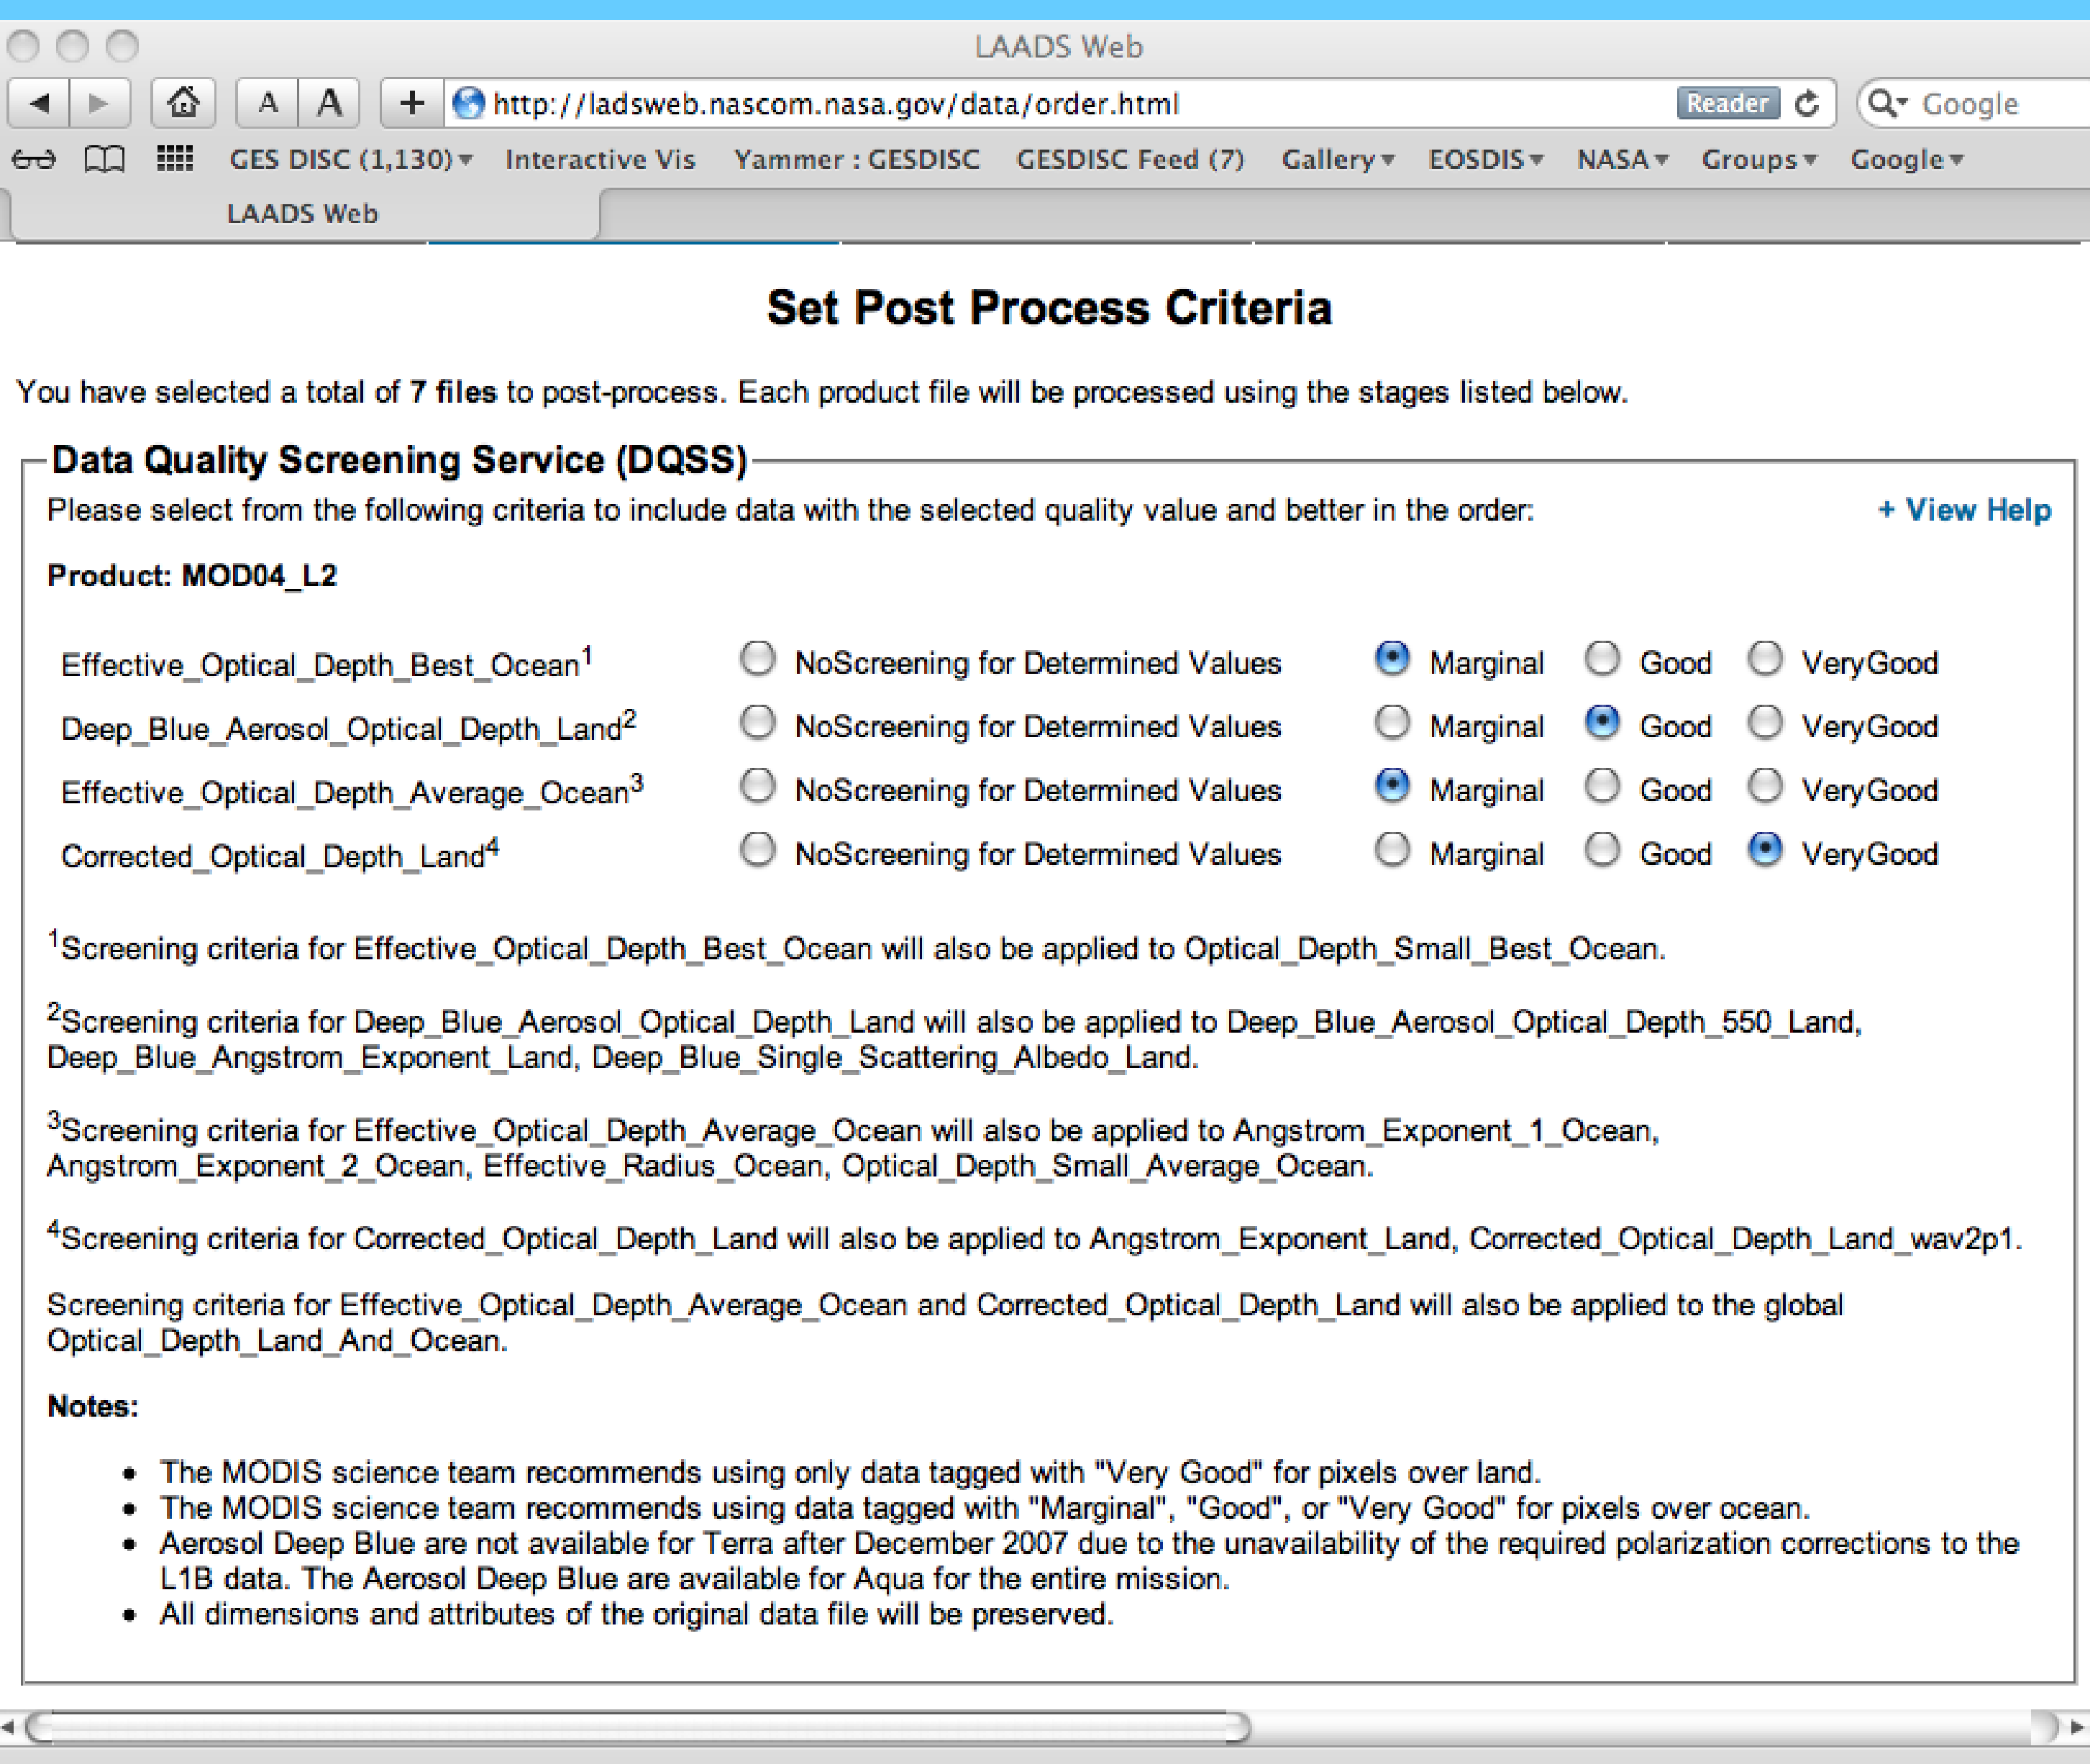 LAADS Web
A A + http://ladsweb.nascom.nasa.gov/data/order.html Reader Google
GES DISC (1,130) Interactive Vis Yammer : GESDISC GESDISC Feed (7) Gallery EOSDIS NASA Groups Google
LAADS Web
Set Post Process Criteria
You have selected a total of 7 files to post-process. Each product file will be processed using the stages listed below.
Data Quality Screening Service (DQSS)
Please select from the following criteria to include data with the selected quality value and better in the order: + View Help
Product: MOD04_L2
Effective_Optical_Depth_Best_Ocean1 NoScreening for Determined Values Marginal Good VeryGood
Deep_Blue_Aerosol_Optical_Depth_Land2 NoScreening for Determined Values Marginal Good VeryGood
Effective_Optical_Depth_Average_Ocean3 NoScreening for Determined Values Marginal Good VeryGood
Corrected_Optical_Depth_Land4 NoScreening for Determined Values Marginal Good VeryGood
1Screening criteria for Effective_Optical_Depth_Best_Ocean will also be applied to Optical_Depth_Small_Best_Ocean.
2Screening criteria for Deep_Blue_Aerosol_Optical_Depth_Land will also be applied to Deep_Blue_Aerosol_Optical_Depth_550_Land,
Deep_Blue_Angstrom_Exponent_Land, Deep_Blue_Single_Scattering_Albedo_Land.
3Screening criteria for Effective_Optical_Depth_Average_Ocean will also be applied to Angstrom_Exponent_1_Ocean,
Angstrom_Exponent_2_Ocean, Effective_Radius_Ocean, Optical_Depth_Small_Average_Ocean.
4Screening criteria for Corrected_Optical_Depth_Land will also be applied to Angstrom_Exponent_Land, Corrected_Optical_Depth_Land_wav2p1.
Screening criteria for Effective_Optical_Depth_Average_Ocean and Corrected_Optical_Depth_Land will also be applied to the global
Optical_Depth_Land_And_Ocean.
Notes:
• The MODIS science team recommends using only data tagged with "Very Good" for pixels over land.
• The MODIS science team recommends using data tagged with "Marginal", "Good", or "Very Good" for pixels over ocean.
• Aerosol Deep Blue are not available for Terra after December 2007 due to the unavailability of the required polarization corrections to the
L1B data. The Aerosol Deep Blue are available for Aqua for the entire mission.
• All dimensions and attributes of the original data file will be preserved.